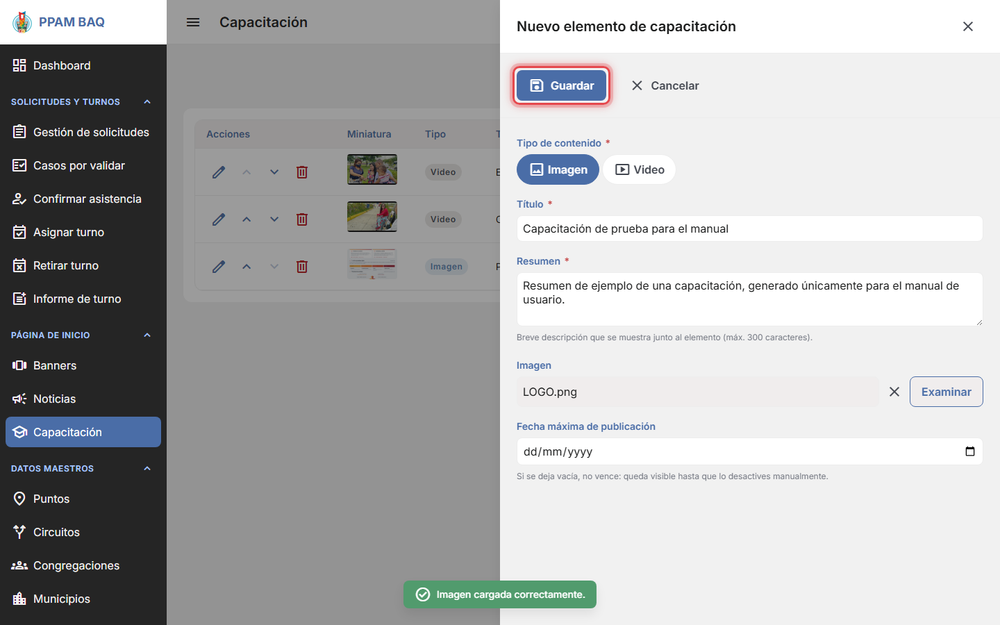 PPAM BAQ
Dashboard
SOLICITUDES Y TURNOS
Gestión de solicitudes
Casos por validar
Confirmar asistencia
Asignar turno
Retirar turno
Informe de turno
PÁGINA DE INICIO
Banners
Noticias
Capacitación
DATOS MAESTROS
Puntos
Circuitos
Congregaciones
Municipios
Capacitación
Acciones Miniatura Tipo
Video
Video
Imagen
Nuevo elemento de capacitación
Guardar Cancelar
Tipo de contenido *
Imagen Video
Título *
Capacitación de prueba para el manual
Resumen *
Resumen de ejemplo de una capacitación, generado únicamente para el manual de
usuario.
Breve descripción que se muestra junto al elemento (máx. 300 caracteres).
Imagen
LOGO.png Examinar
Fecha máxima de publicación
dd/mm/yyyy
Si se deja vacía, no vence: queda visible hasta que lo desactives manualmente.
Imagen cargada correctamente.